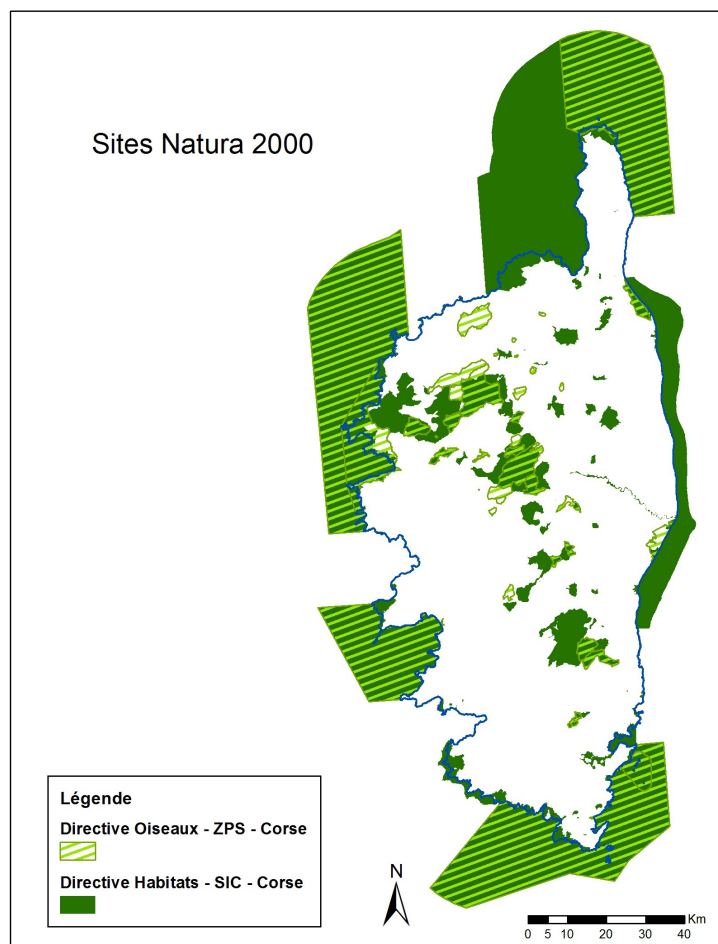 Sites Natura 2000
Légende
Directive Oiseaux - ZPS - Corse
Directive Habitats - SIC - Corse
N
Km
0 5 10 20 30 40